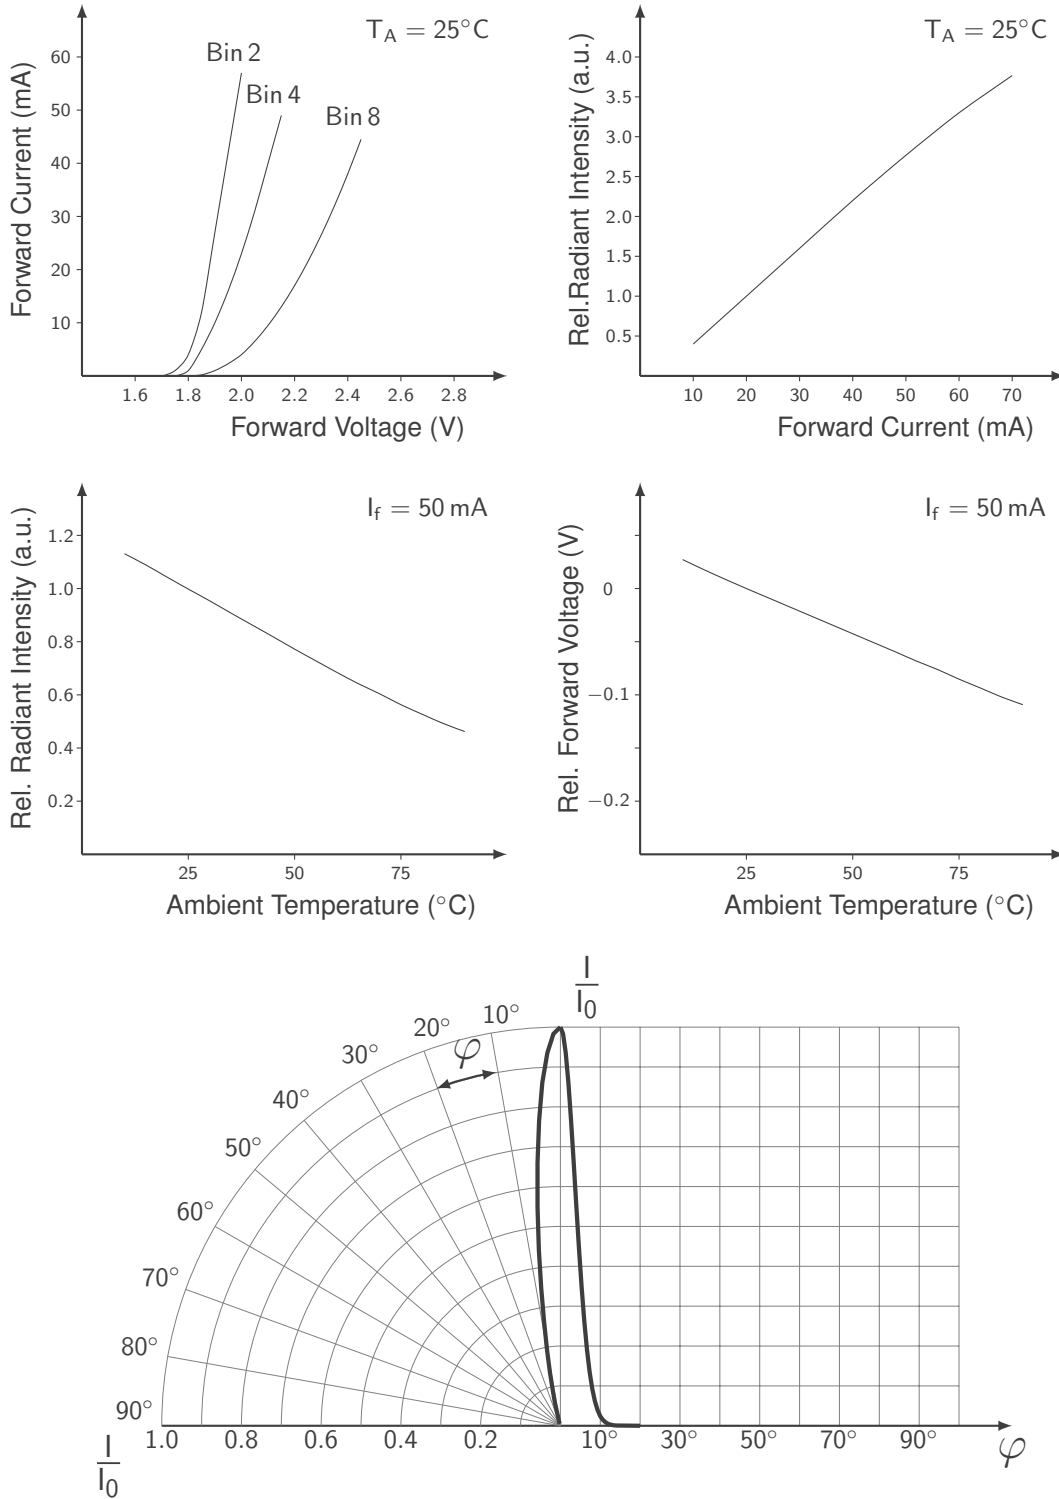 T_A = 25°C
Forward Current (mA)
60
50
40
30
20
10
Bin 2
Bin 4
Bin 8
1.6 1.8 2.0 2.2 2.4 2.6 2.8
Forward Voltage (V)
T_A = 25°C
Rel.Radiant Intensity (a.u.)
4.0
3.5
3.0
2.5
2.0
1.5
1.0
0.5
10 20 30 40 50 60 70
Forward Current (mA)
I_f = 50 mA
Rel. Radiant Intensity (a.u.)
1.2
1.0
0.8
0.6
0.4
0.2
25 50 75
Ambient Temperature (°C)
I_f = 50 mA
Rel. Forward Voltage (V)
0
−0.1
−0.2
25 50 75
Ambient Temperature (°C)
I
I_0
10°
20°
φ
30°
40°
50°
60°
70°
80°
90°
1.0 0.8 0.6 0.4 0.2 10° 30° 50° 70° 90° φ
I
I_0